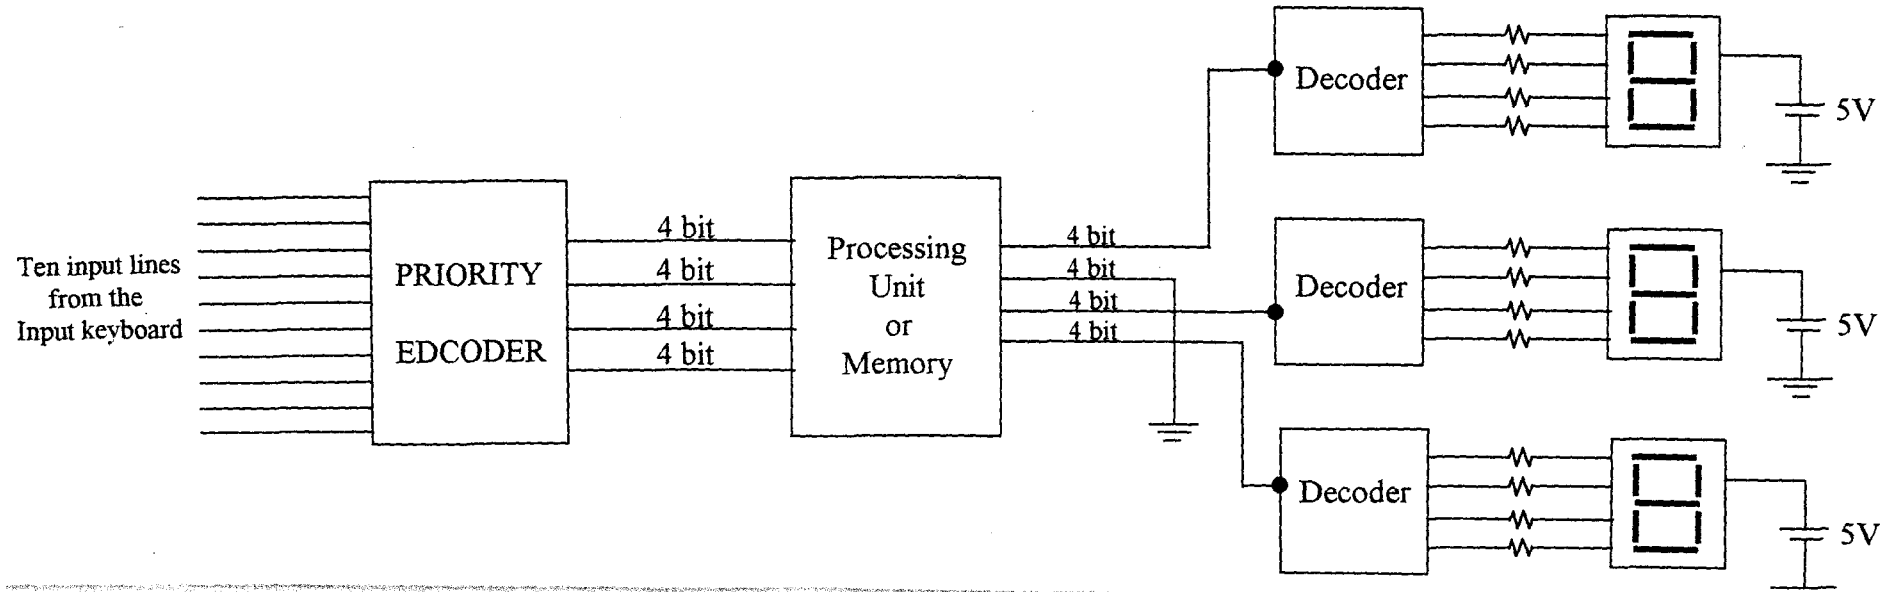 Ten input lines
from the
Input keyboard
PRIORITY
EDCODER
4 bit
4 bit
4 bit
4 bit
Processing
Unit
or
Memory
4 bit
4 bit
4 bit
4 bit
Decoder
5V
Decoder
5V
Decoder
5V